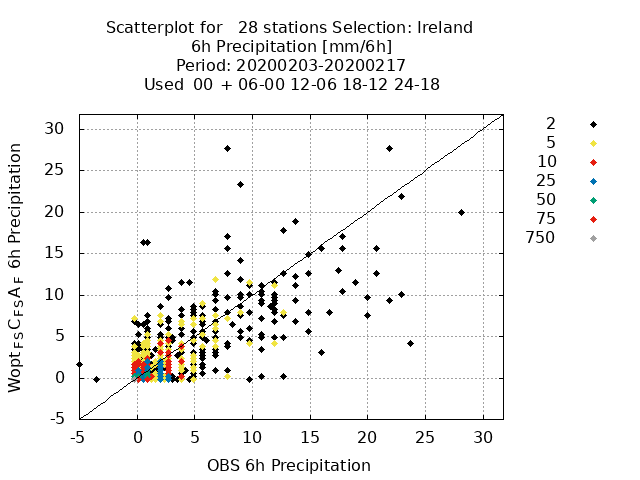 Scatterplot for   28 stations Selection: Ireland
6h Precipitation [mm/6h]
Period: 20200203-20200217
Used  00 + 06-00 12-06 18-12 24-18
30
25
20
15
10
5
0
-5
-5 0 5 10 15 20 25 30
OBS 6h Precipitation
Wopt_FSC_FSA_F 6h Precipitation
2
5
10
25
50
75
750